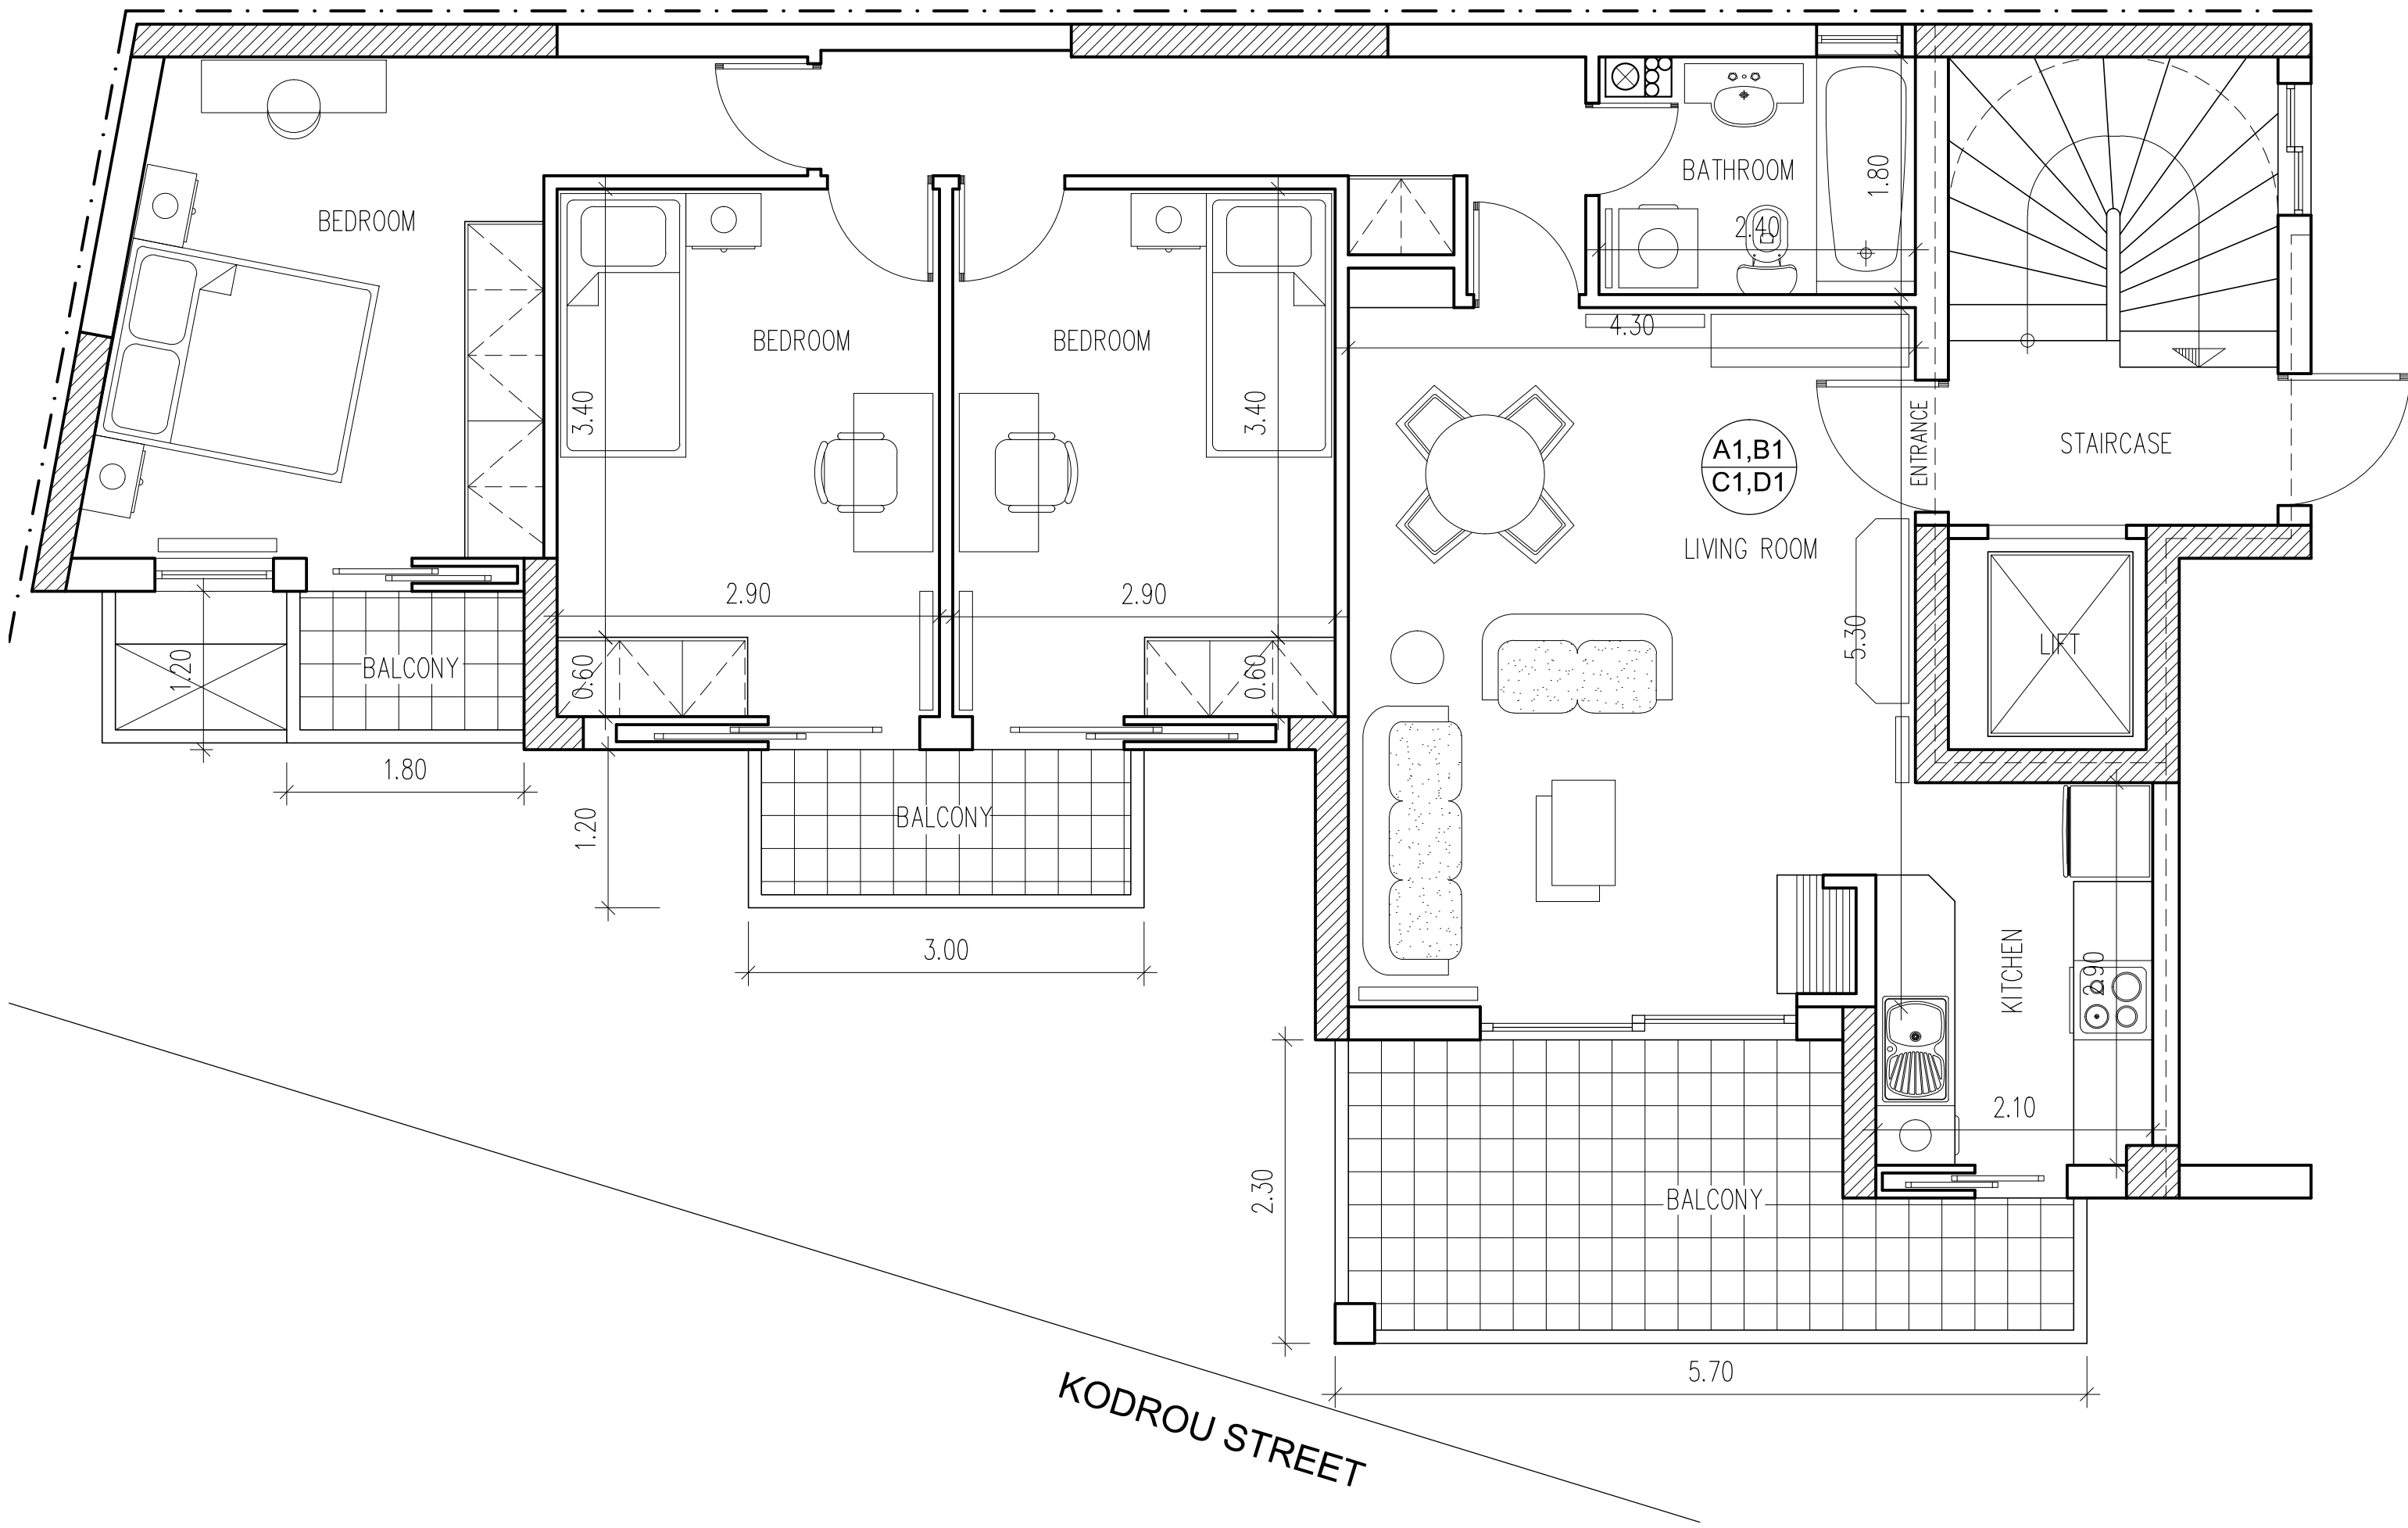 BATHROOM
1.80
2.40
BEDROOM
BEDROOM
BEDROOM
4.30
3.40
3.40
A1,B1
C1,D1
ENTRANCE
STAIRCASE
LIVING ROOM
2.90
2.90
5.30
LIFT
0.60
0.60
1.20
BALCONY
1.80
1.20
BALCONY
3.00
KITCHEN
2.90
2.10
2.30
BALCONY
5.70
KODROU STREET